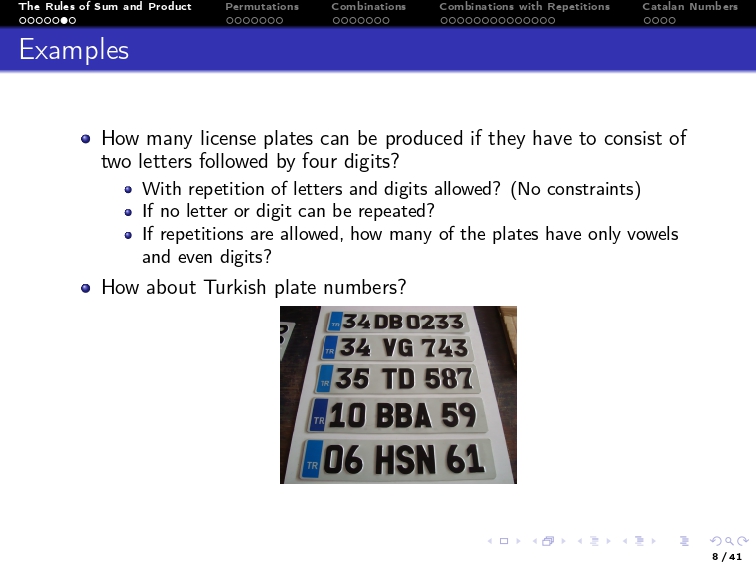 The Rules of Sum and Product Permutations Combinations Combinations with Repetitions Catalan Numbers
Examples
How many license plates can be produced if they have to consist of
two letters followed by four digits?
With repetition of letters and digits allowed? (No constraints)
If no letter or digit can be repeated?
If repetitions are allowed, how many of the plates have only vowels
and even digits?
How about Turkish plate numbers?
TR 34 DB 0233
TR 34 VG 743
TR 35 TD 587
TR 10 BBA 59
TR 06 HSN 61
8 / 41